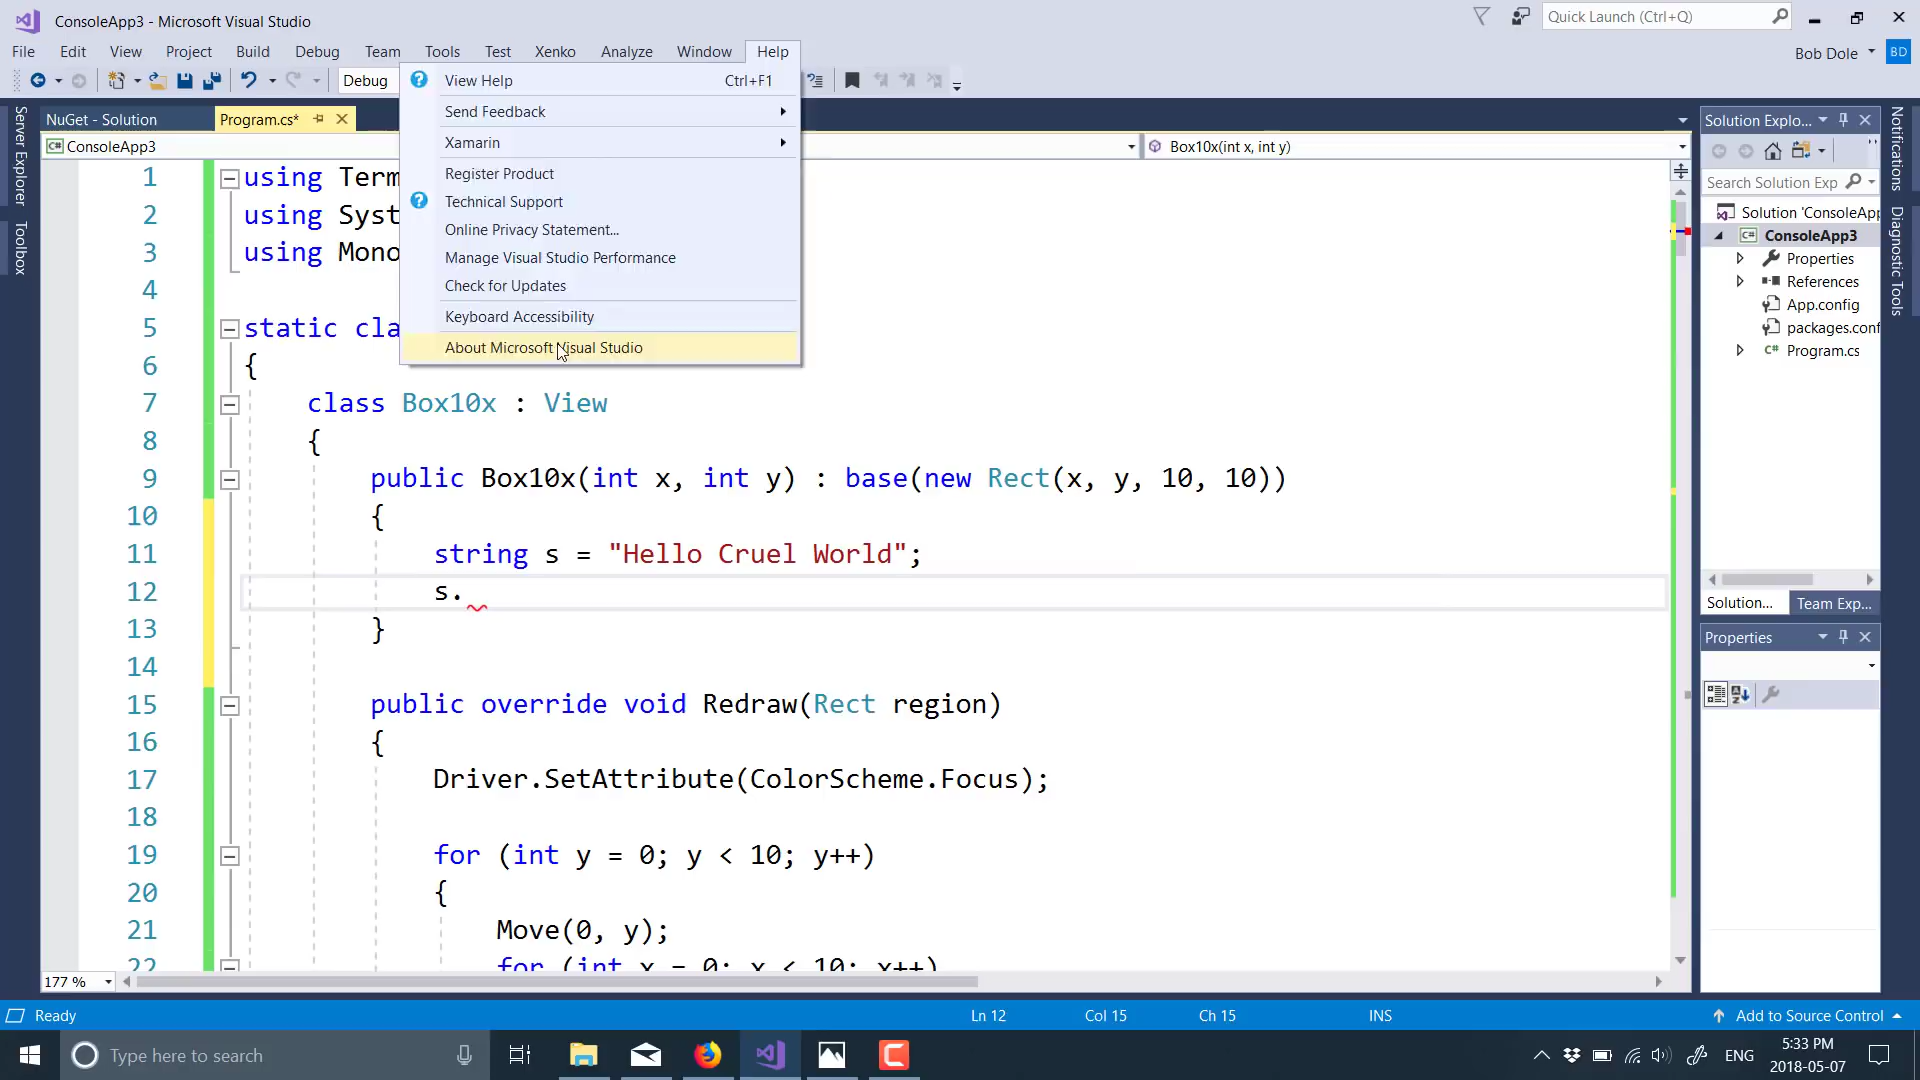 ConsoleApp3 - Microsoft Visual Studio
Quick Launch (Ctrl+Q)
File Edit View Project Build Debug Team Tools Test Xenko Analyze Window Help
Bob Dole BD
Debug
View Help Ctrl+F1
Send Feedback
Xamarin
Register Product
Technical Support
Online Privacy Statement...
Manage Visual Studio Performance
Check for Updates
Keyboard Accessibility
About Microsoft Visual Studio
Server Explorer
Toolbox
NuGet - Solution
Program.cs*
ConsoleApp3
Box10x(int x, int y)
1 using Term
2 using Syst
3 using Mono
4
5 static cla
6 {
7 class Box10x : View
8 {
9 public Box10x(int x, int y) : base(new Rect(x, y, 10, 10))
10 {
11 string s = "Hello Cruel World";
12 s.
13 }
14
15 public override void Redraw(Rect region)
16 {
17 Driver.SetAttribute(ColorScheme.Focus);
18
19 for (int y = 0; y < 10; y++)
20 {
21 Move(0, y);
22 for (int x = 0; x < 10; x++)
177 %
Solution Explo...
Search Solution Exp
Solution 'ConsoleApp
ConsoleApp3
Properties
References
App.config
packages.conf
Program.cs
Solution...
Team Exp...
Properties
Notifications
Diagnostic Tools
Ready
Ln 12
Col 15
Ch 15
INS
Add to Source Control
Type here to search
ENG
5:33 PM
2018-05-07